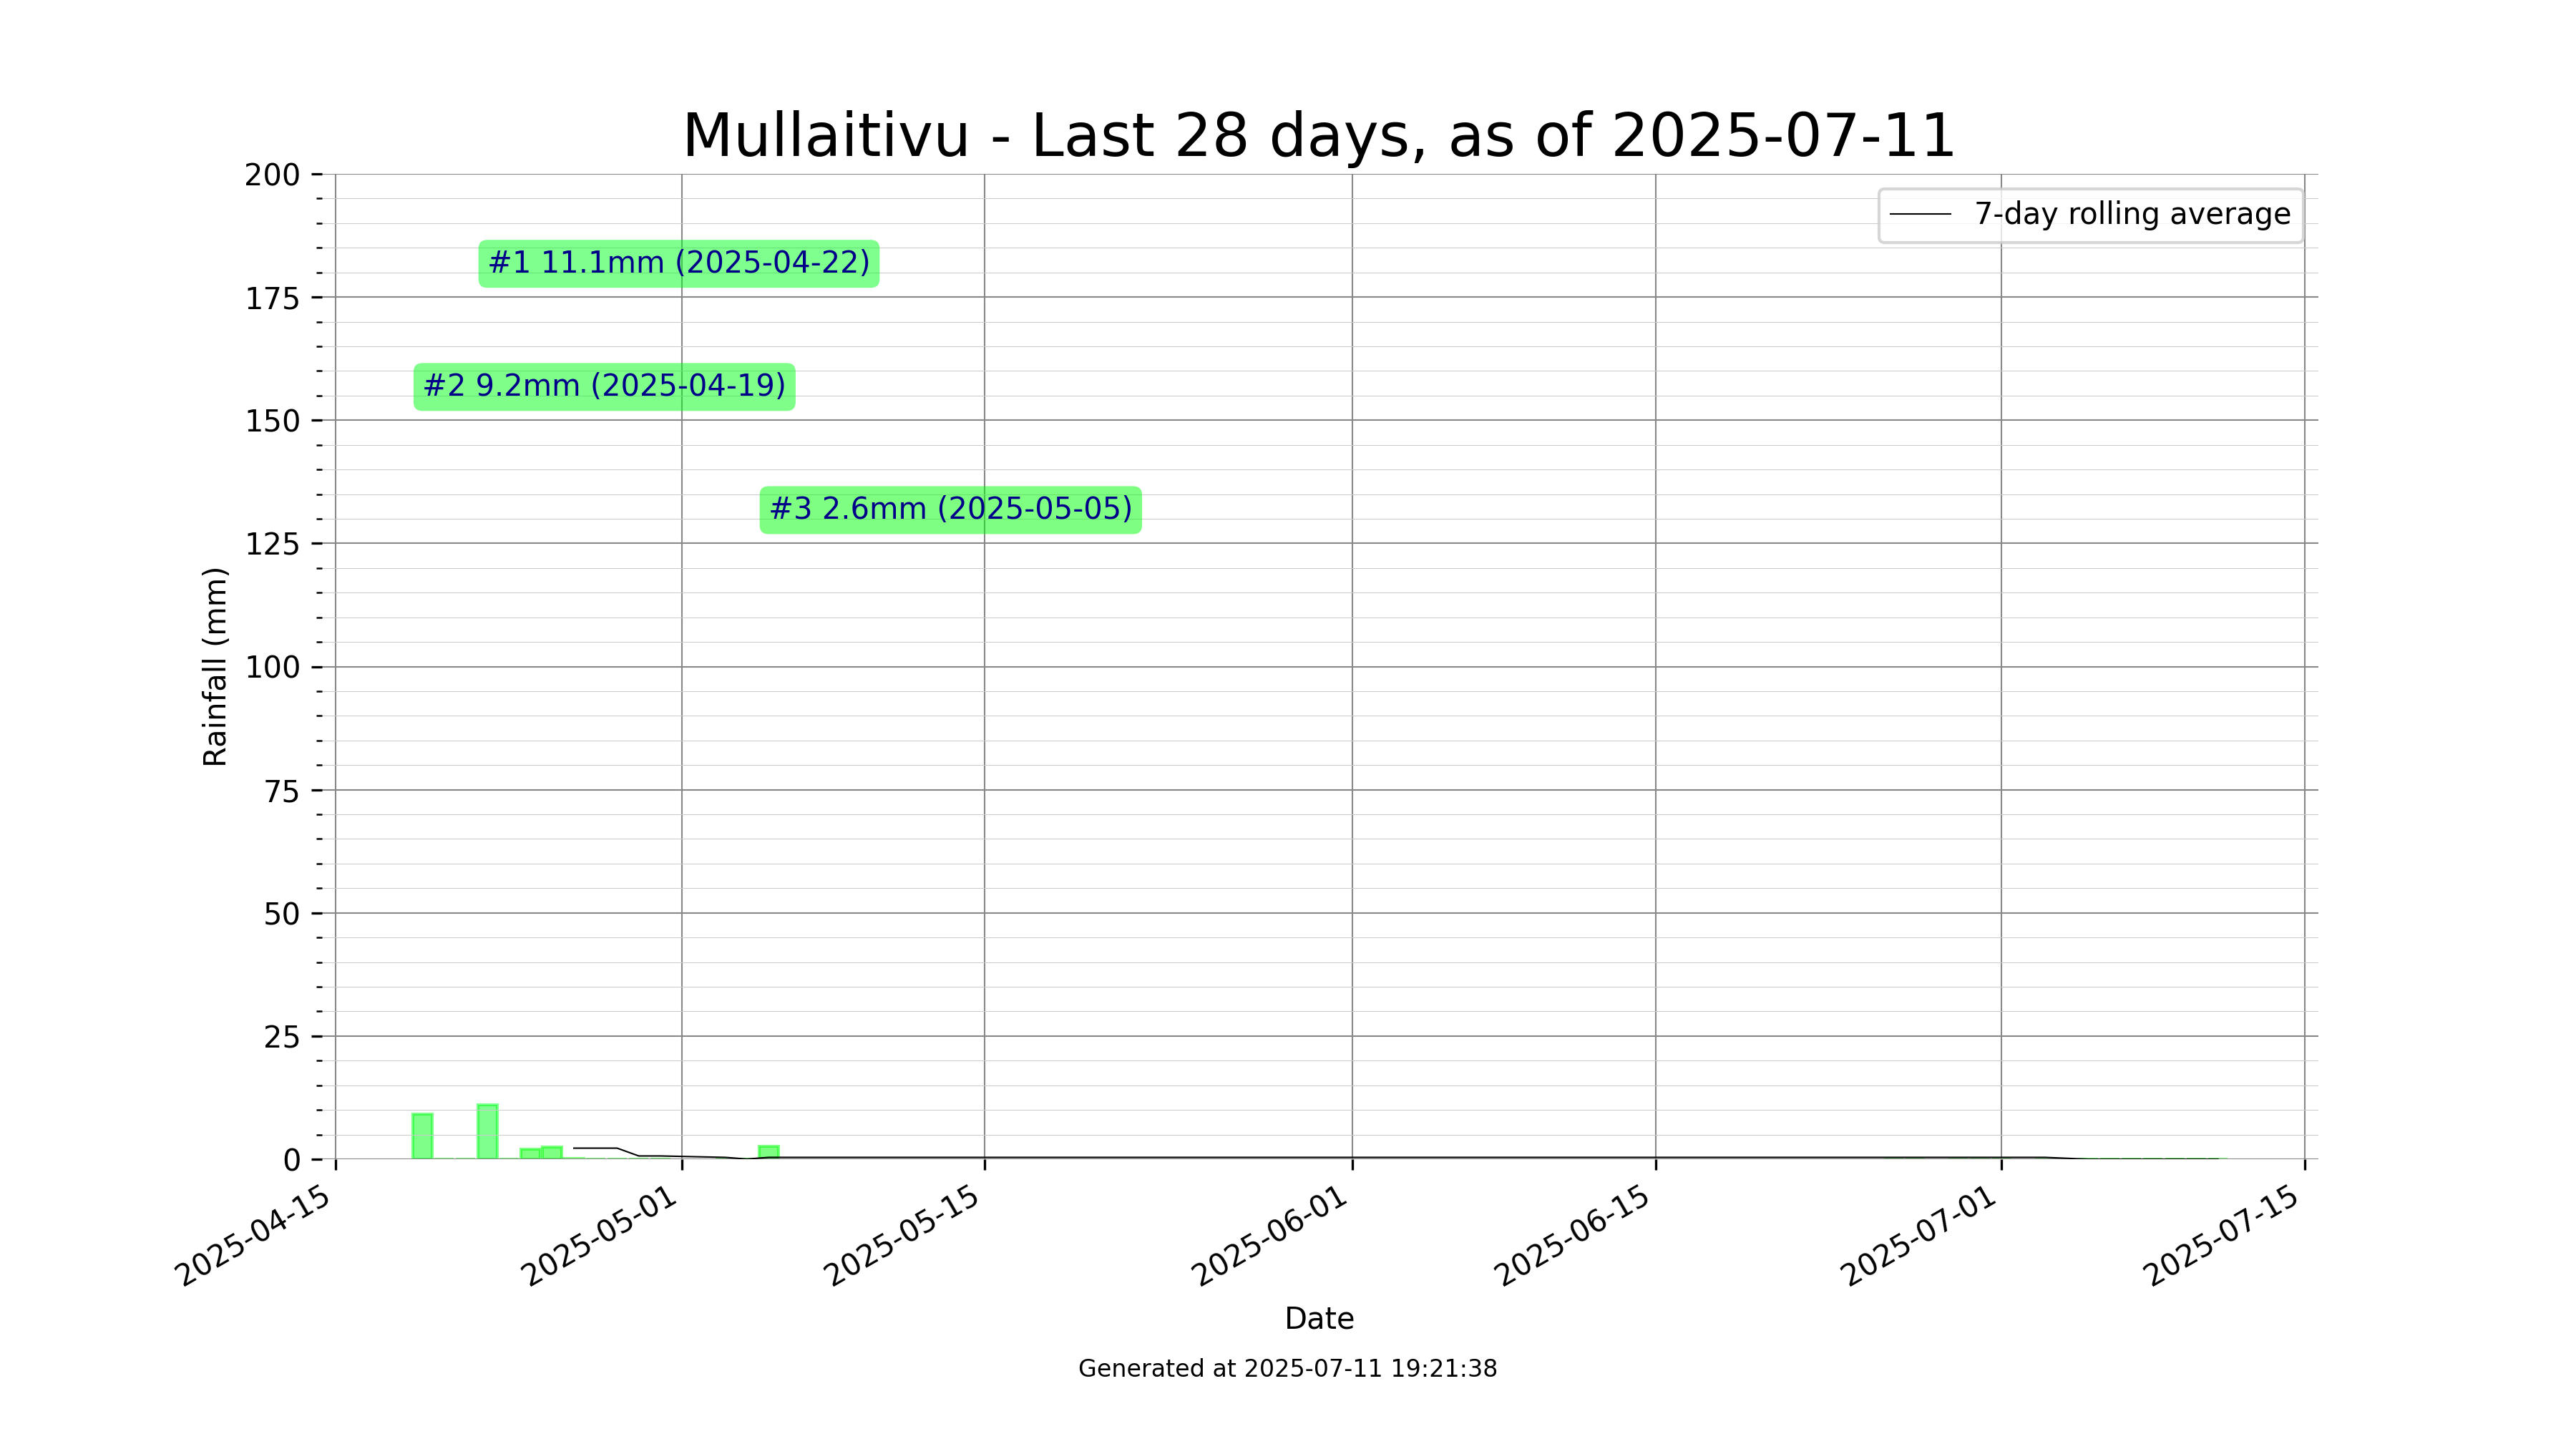 Mullaitivu - Last 28 days, as of 2025-07-11
7-day rolling average
#1 11.1mm (2025-04-22)
#2 9.2mm (2025-04-19)
#3 2.6mm (2025-05-05)
Rainfall (mm)
200
175
150
125
100
75
50
25
0
2025-04-15
2025-05-01
2025-05-15
2025-06-01
2025-06-15
2025-07-01
2025-07-15
Date
Generated at 2025-07-11 19:21:38